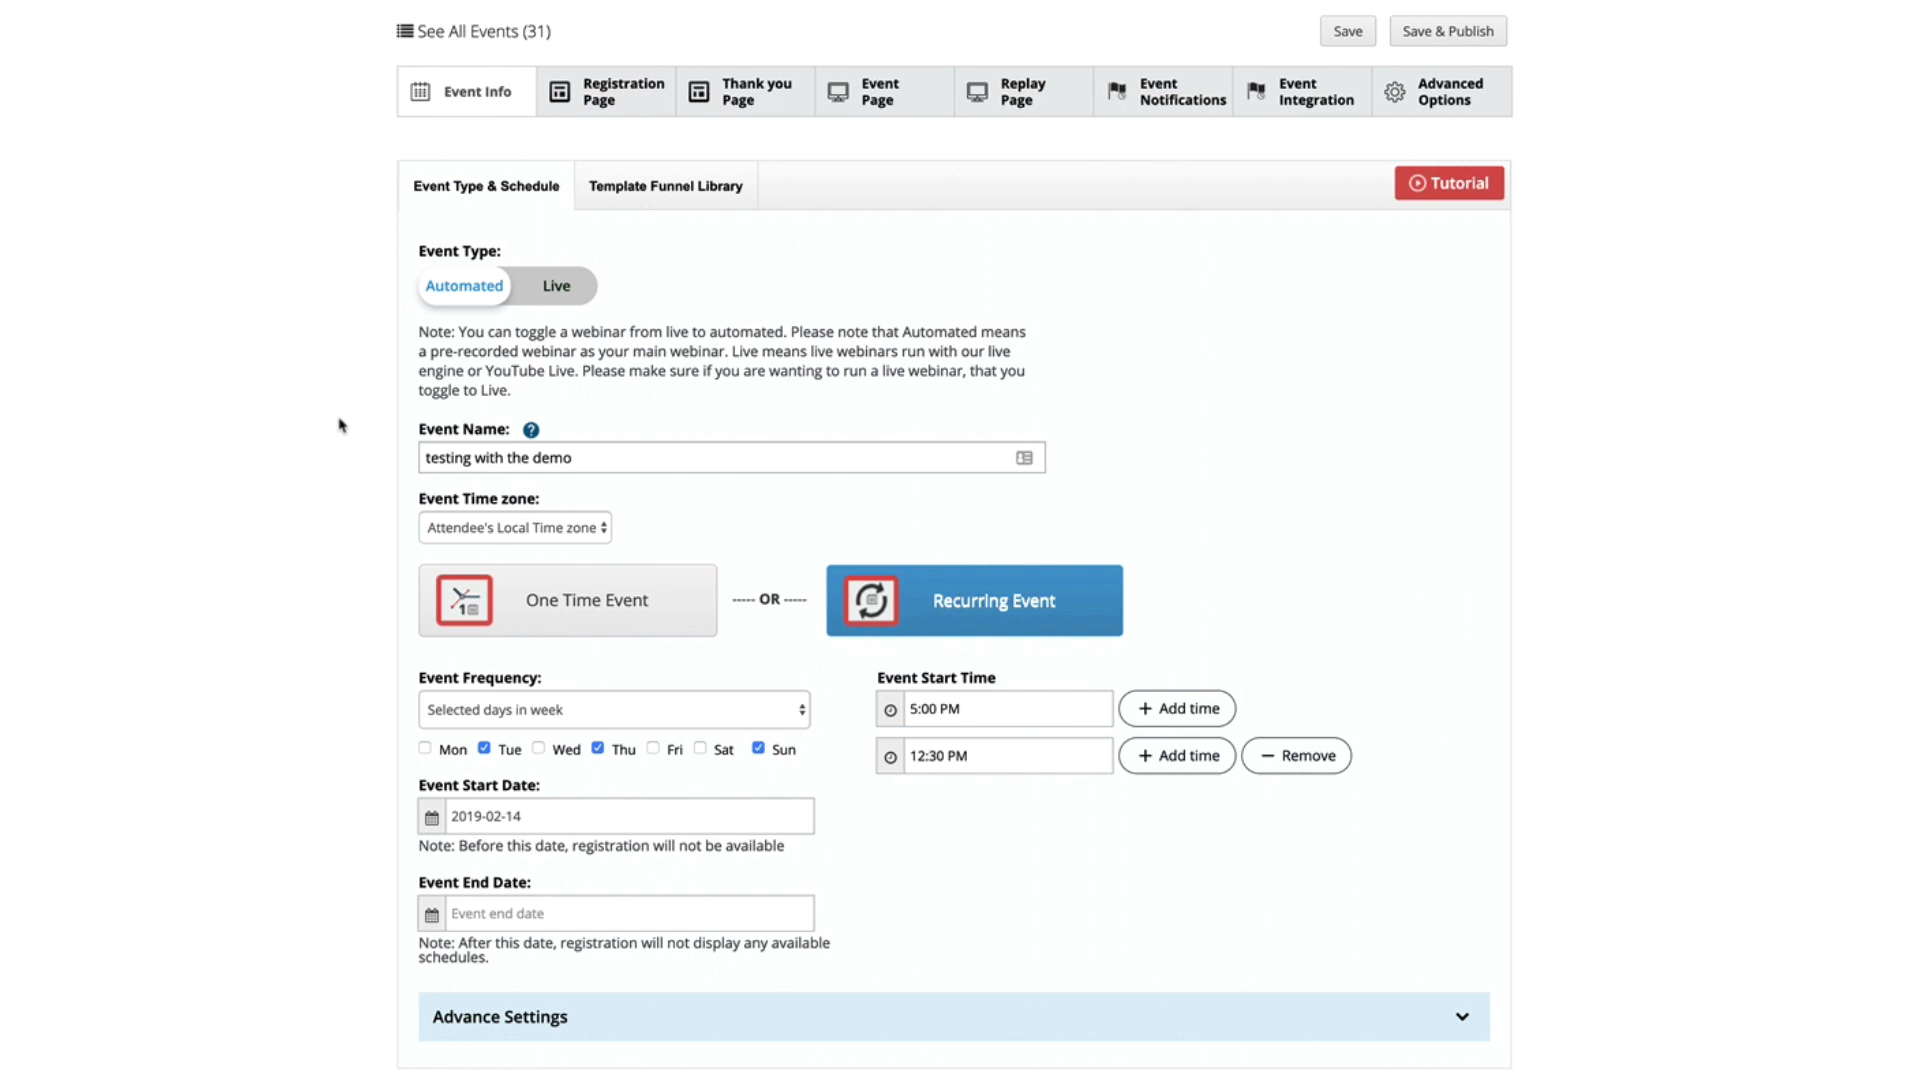 See All Events (31)
Save
Save & Publish
Event Info
Registration
Page
Thank you
Page
Event
Page
Replay
Page
Event
Notifications
Event
Integration
Advanced
Options
Event Type & Schedule
Template Funnel Library
Tutorial
Event Type:
Automated
Live
Note: You can toggle a webinar from live to automated. Please note that Automated means
a pre-recorded webinar as your main webinar. Live means live webinars run with our live
engine or YouTube Live. Please make sure if you are wanting to run a live webinar, that you
toggle to Live.
Event Name: ?
testing with the demo
Event Time zone:
Attendee's Local Time zone
1
One Time Event
----- OR -----
Recurring Event
Event Frequency:
Selected days in week
Mon Tue Wed Thu Fri Sat Sun
Event Start Time
5:00 PM
+ Add time
12:30 PM
+ Add time
− Remove
Event Start Date:
2019-02-14
Note: Before this date, registration will not be available
Event End Date:
Event end date
Note: After this date, registration will not display any available
schedules.
Advance Settings